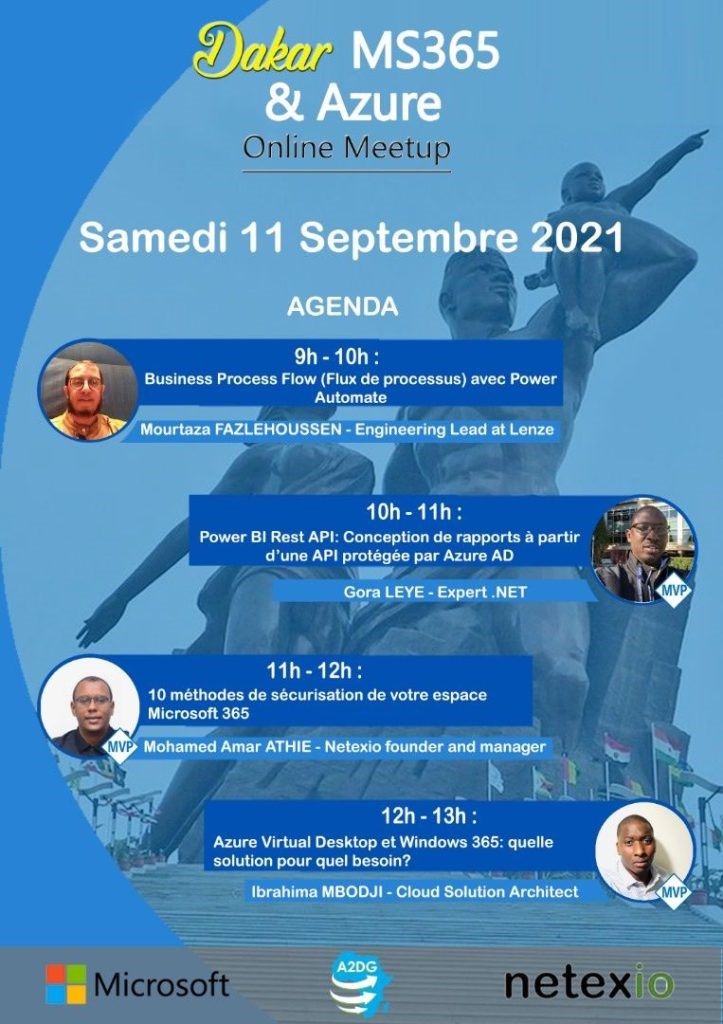 Dakar MS365
& Azure
Online Meetup
Samedi 11 Septembre 2021
AGENDA
9h - 10h :
Business Process Flow (Flux de processus) avec Power
Automate
Mourtaza FAZLEHOUSSEN - Engineering Lead at Lenze
10h - 11h :
Power BI Rest API: Conception de rapports à partir
d'une API protégée par Azure AD
Gora LEYE - Expert .NET
MVP
11h - 12h :
10 méthodes de sécurisation de votre espace
Microsoft 365
MVP
Mohamed Amar ATHIE - Netexio founder and manager
12h - 13h :
Azure Virtual Desktop et Windows 365: quelle
solution pour quel besoin?
Ibrahima MBODJI - Cloud Solution Architect
MVP
Microsoft
A2DG
netexio